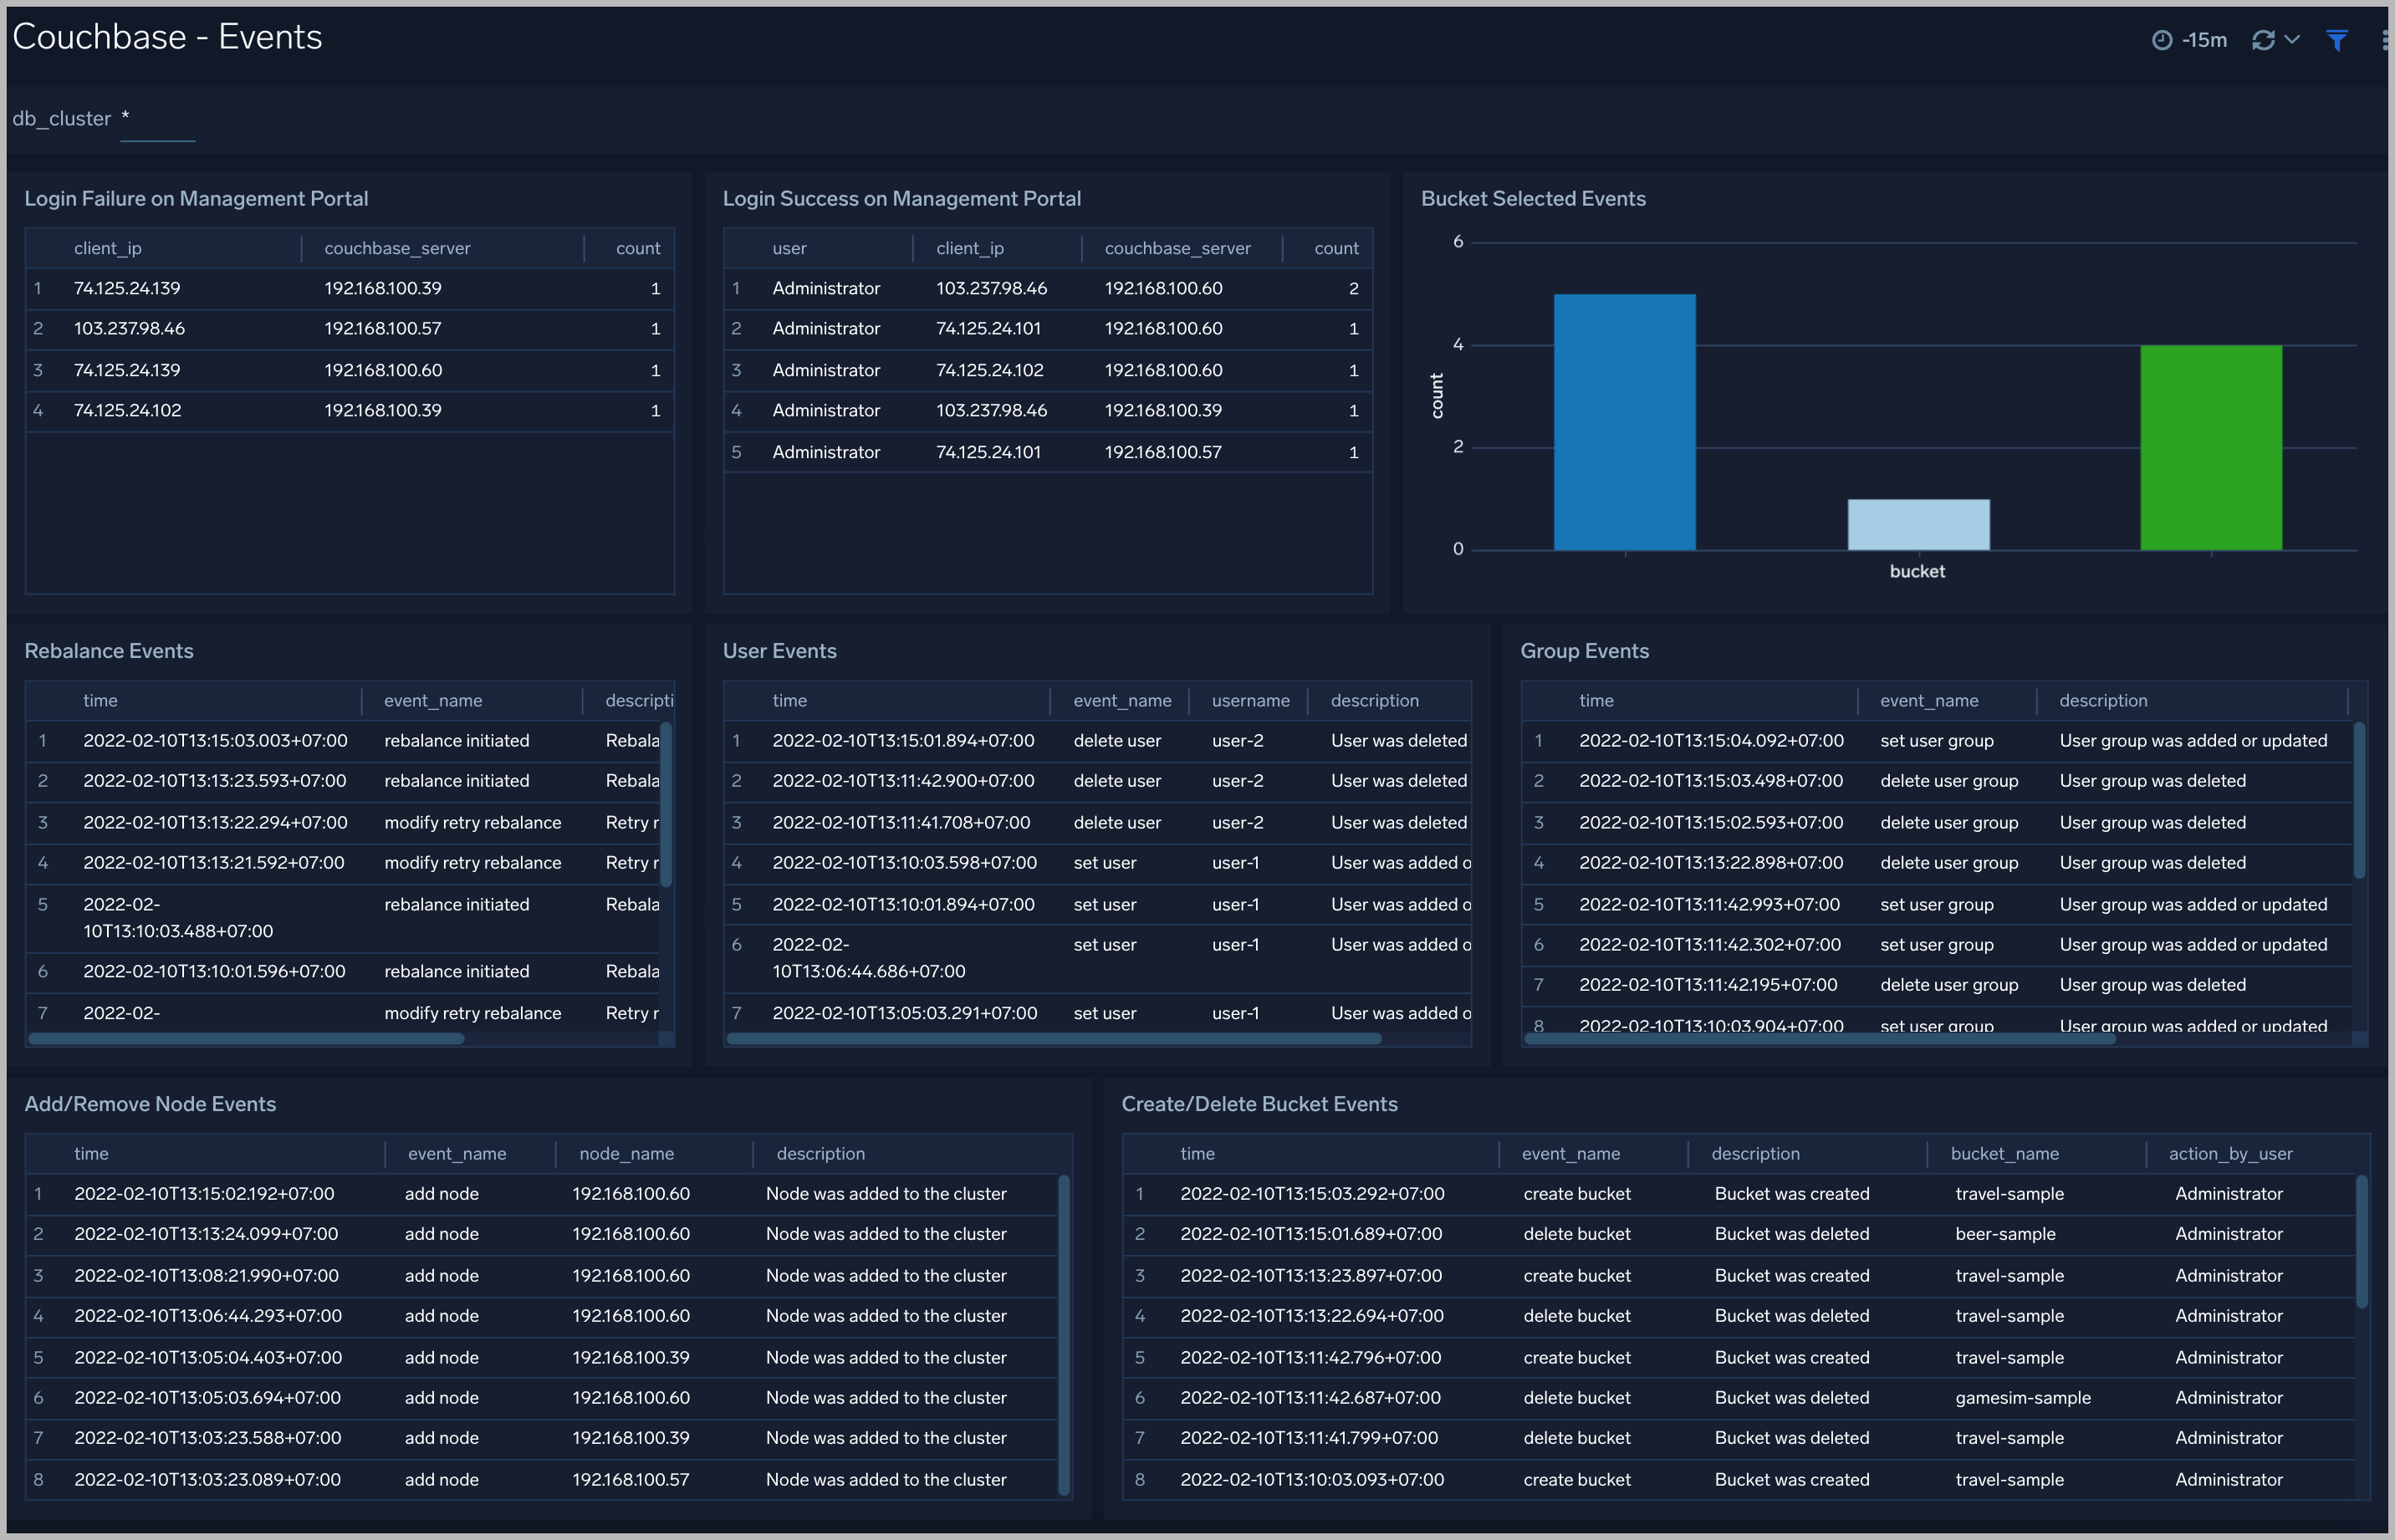 Couchbase - Events
-15m
db_cluster *
Login Failure on Management Portal
client_ip couchbase_server count
1 74.125.24.139 192.168.100.39 1
2 103.237.98.46 192.168.100.57 1
3 74.125.24.139 192.168.100.60 1
4 74.125.24.102 192.168.100.39 1
Login Success on Management Portal
user client_ip couchbase_server count
1 Administrator 103.237.98.46 192.168.100.60 2
2 Administrator 74.125.24.101 192.168.100.60 1
3 Administrator 74.125.24.102 192.168.100.60 1
4 Administrator 103.237.98.46 192.168.100.39 1
5 Administrator 74.125.24.101 192.168.100.57 1
Bucket Selected Events
6
4
2
0
count
bucket
Rebalance Events
time event_name descripti
1 2022-02-10T13:15:03.003+07:00 rebalance initiated Rebala
2 2022-02-10T13:13:23.593+07:00 rebalance initiated Rebala
3 2022-02-10T13:13:22.294+07:00 modify retry rebalance Retry r
4 2022-02-10T13:13:21.592+07:00 modify retry rebalance Retry r
5 2022-02- rebalance initiated Rebala
10T13:10:03.488+07:00
6 2022-02-10T13:10:01.596+07:00 rebalance initiated Rebala
7 2022-02- modify retry rebalance Retry r
User Events
time event_name username description
1 2022-02-10T13:15:01.894+07:00 delete user user-2 User was deleted
2 2022-02-10T13:11:42.900+07:00 delete user user-2 User was deleted
3 2022-02-10T13:11:41.708+07:00 delete user user-2 User was deleted
4 2022-02-10T13:10:03.598+07:00 set user user-1 User was added o
5 2022-02-10T13:10:01.894+07:00 set user user-1 User was added o
6 2022-02- set user user-1 User was added o
10T13:06:44.686+07:00
7 2022-02-10T13:05:03.291+07:00 set user user-1 User was added o
Group Events
time event_name description
1 2022-02-10T13:15:04.092+07:00 set user group User group was added or updated
2 2022-02-10T13:15:03.498+07:00 delete user group User group was deleted
3 2022-02-10T13:15:02.593+07:00 delete user group User group was deleted
4 2022-02-10T13:13:22.898+07:00 delete user group User group was deleted
5 2022-02-10T13:11:42.993+07:00 set user group User group was added or updated
6 2022-02-10T13:11:42.302+07:00 set user group User group was added or updated
7 2022-02-10T13:11:42.195+07:00 delete user group User group was deleted
8 2022-02-10T13:10:03.904+07:00 set user group User group was added or updated
Add/Remove Node Events
time event_name node_name description
1 2022-02-10T13:15:02.192+07:00 add node 192.168.100.60 Node was added to the cluster
2 2022-02-10T13:13:24.099+07:00 add node 192.168.100.60 Node was added to the cluster
3 2022-02-10T13:08:21.990+07:00 add node 192.168.100.60 Node was added to the cluster
4 2022-02-10T13:06:44.293+07:00 add node 192.168.100.60 Node was added to the cluster
5 2022-02-10T13:05:04.403+07:00 add node 192.168.100.39 Node was added to the cluster
6 2022-02-10T13:05:03.694+07:00 add node 192.168.100.60 Node was added to the cluster
7 2022-02-10T13:03:23.588+07:00 add node 192.168.100.39 Node was added to the cluster
8 2022-02-10T13:03:23.089+07:00 add node 192.168.100.57 Node was added to the cluster
Create/Delete Bucket Events
time event_name description bucket_name action_by_user
1 2022-02-10T13:15:03.292+07:00 create bucket Bucket was created travel-sample Administrator
2 2022-02-10T13:15:01.689+07:00 delete bucket Bucket was deleted beer-sample Administrator
3 2022-02-10T13:13:23.897+07:00 create bucket Bucket was created travel-sample Administrator
4 2022-02-10T13:13:22.694+07:00 delete bucket Bucket was deleted travel-sample Administrator
5 2022-02-10T13:11:42.796+07:00 create bucket Bucket was created travel-sample Administrator
6 2022-02-10T13:11:42.687+07:00 delete bucket Bucket was deleted gamesim-sample Administrator
7 2022-02-10T13:11:41.799+07:00 delete bucket Bucket was deleted travel-sample Administrator
8 2022-02-10T13:10:03.093+07:00 create bucket Bucket was created travel-sample Administrator